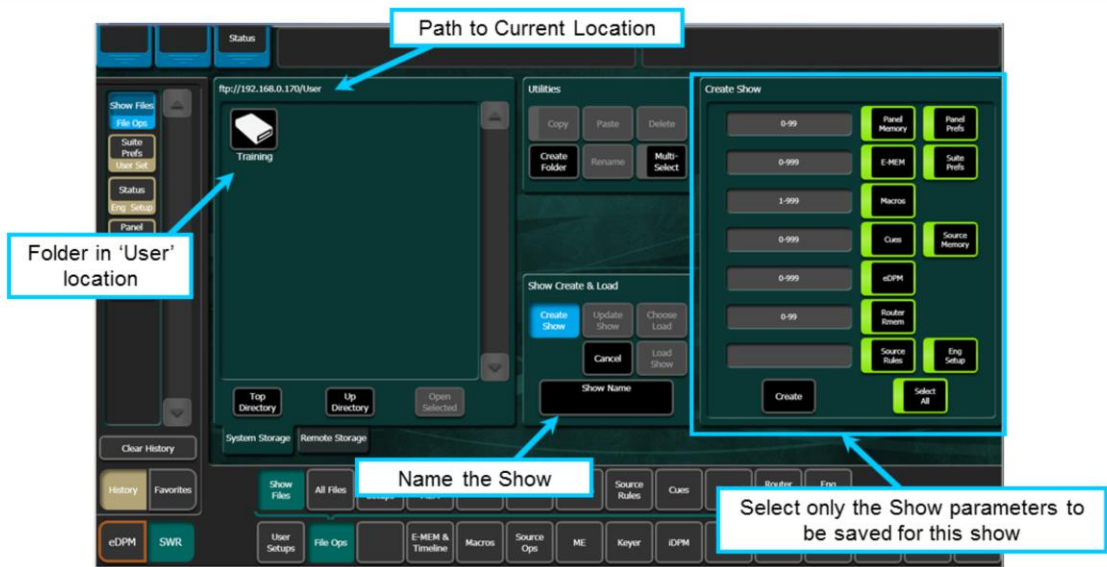 Path to Current Location
Status
ftp://192.168.0.170/User
Utilities
Create Show
Show Files
File Ops
Training
Copy
Paste
Delete
0-99
Panel
Memory
Panel
Prefs
Suite
Prefs
User Set
Create
Folder
Rename
Multi-
Select
0-999
E-MEM
Suite
Prefs
Status
Eng Setup
1-999
Macros
Panel
Folder in 'User'
location
0-999
Cues
Source
Memory
Show Create & Load
0-999
eDPM
Create
Show
Update
Show
Choose
Load
0-99
Router
Rmem
Cancel
Load
Show
Source
Rules
Eng
Setup
Show Name
Top
Directory
Up
Directory
Open
Selected
Create
Select
All
System Storage
Remote Storage
Clear History
Name the Show
Select only the Show parameters to
be saved for this show
History
Favorites
Show
Files
All Files
Source
Rules
Cues
eDPM
SWR
User
Setups
File Ops
E-MEM &
Timeline
Macros
Source
Ops
ME
Keyer
iDPM